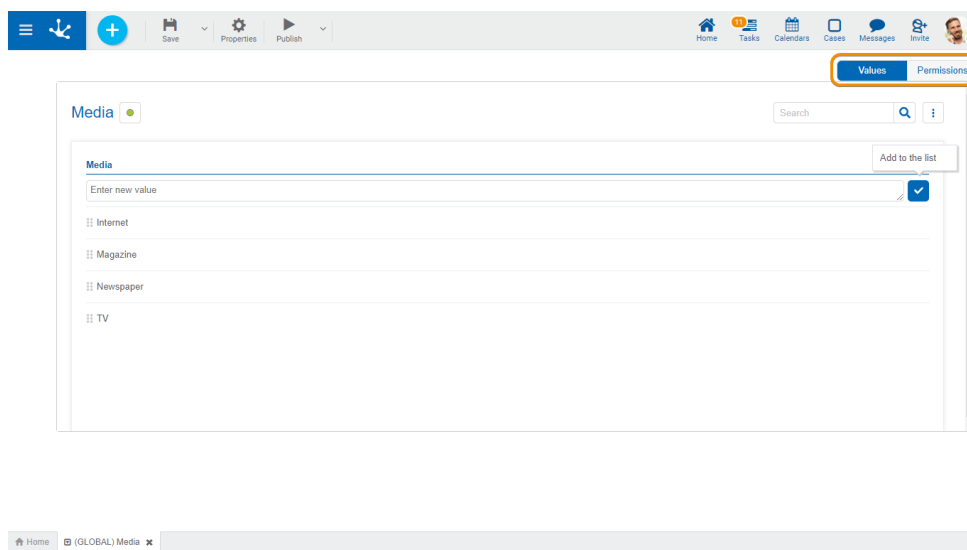 Save
Properties
Publish
Home
11
Tasks
Calendars
Cases
Messages
Invite
Values
Permissions
Media
Search
Add to the list
Media
Enter new value
Internet
Magazine
Newspaper
TV
Home
(GLOBAL) Media